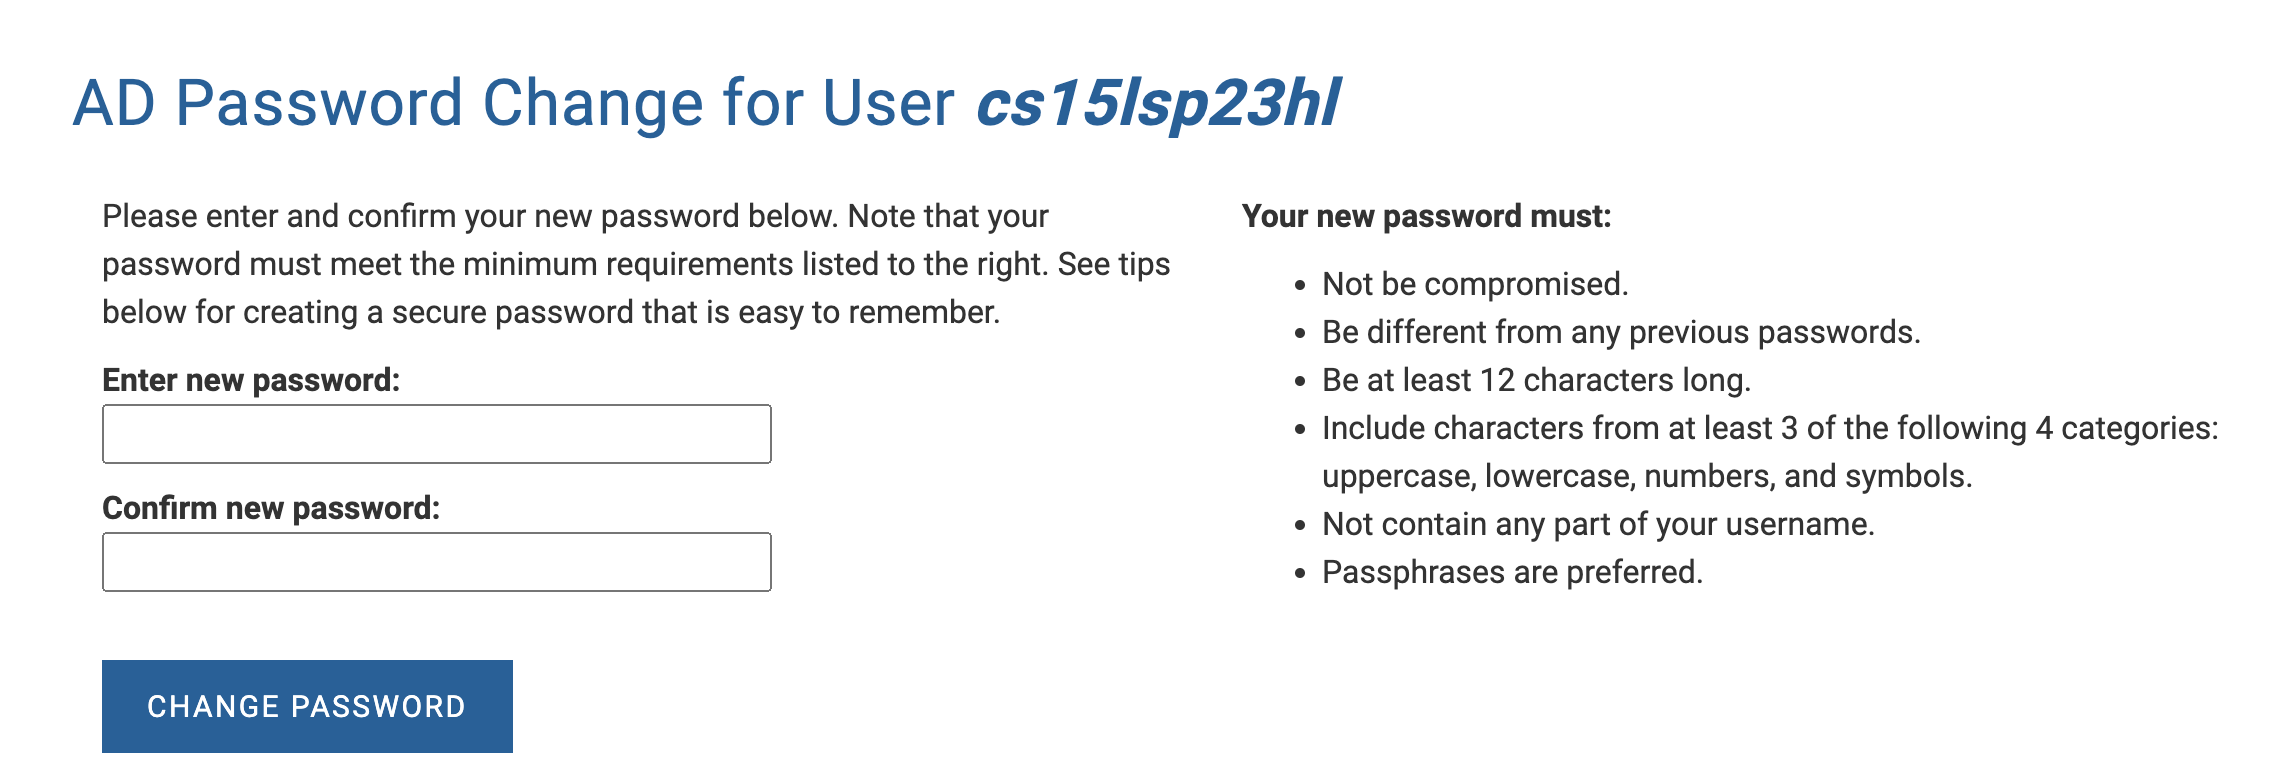 AD Password Change for User cs15lsp23hl
Please enter and confirm your new password below. Note that your
password must meet the minimum requirements listed to the right. See tips
below for creating a secure password that is easy to remember.
Enter new password:
Confirm new password:
CHANGE PASSWORD
Your new password must:
• Not be compromised.
• Be different from any previous passwords.
• Be at least 12 characters long.
• Include characters from at least 3 of the following 4 categories:
uppercase, lowercase, numbers, and symbols.
• Not contain any part of your username.
• Passphrases are preferred.